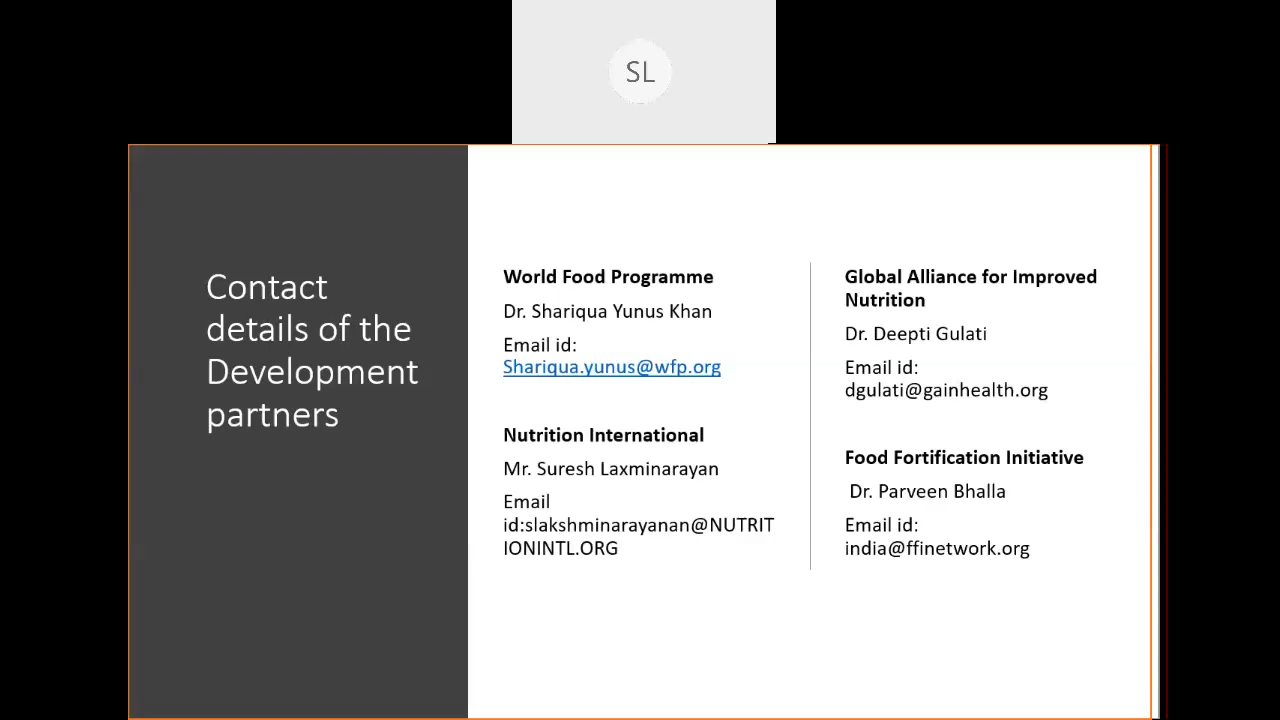 SL
Contact
details of the
Development
partners
World Food Programme
Dr. Shariqua Yunus Khan
Email id:
Shariqua.yunus@wfp.org
Nutrition International
Mr. Suresh Laxminarayan
Email
id:slakshminarayanan@NUTRIT
IONINTL.ORG
Global Alliance for Improved
Nutrition
Dr. Deepti Gulati
Email id:
dgulati@gainhealth.org
Food Fortification Initiative
Dr. Parveen Bhalla
Email id:
india@ffinetwork.org